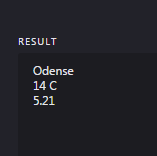 RESULT
Odense
14 C
5.21